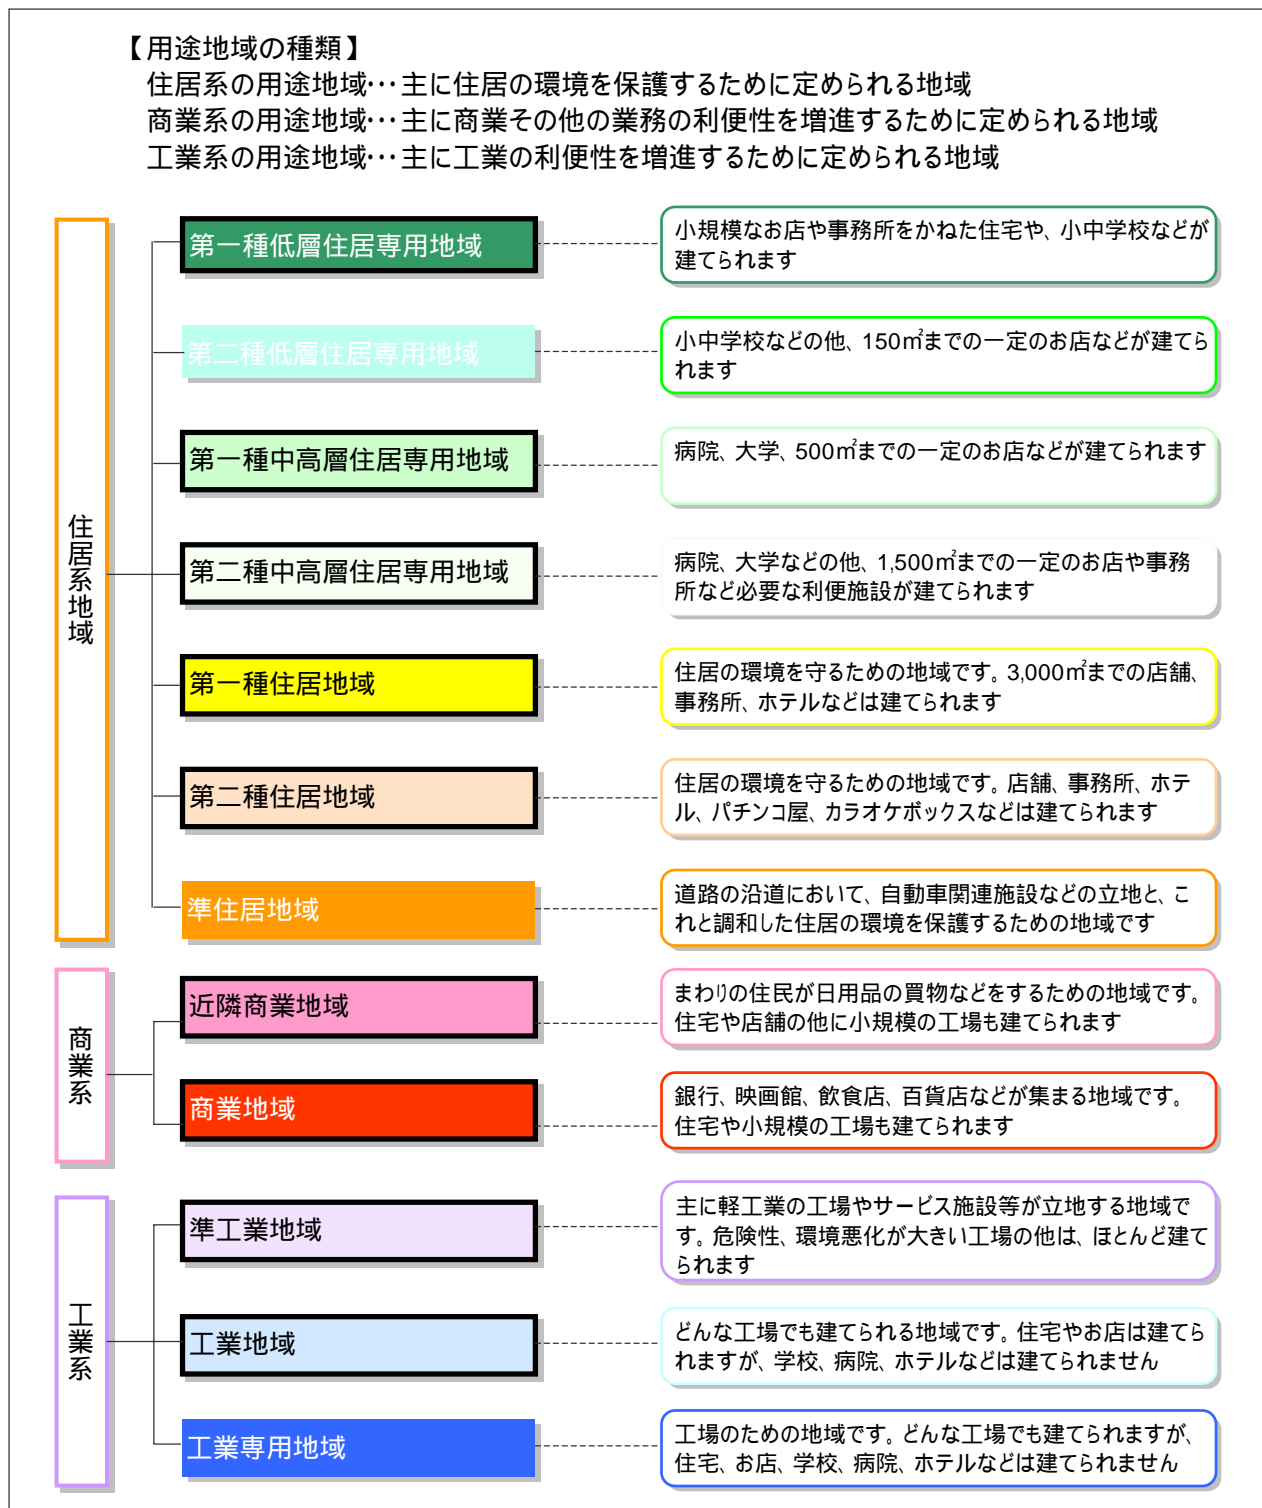 【用途地域の種類】
住居系の用途地域…主に住居の環境を保護するために定められる地域
商業系の用途地域…主に商業その他の業務の利便性を増進するために定められる地域
工業系の用途地域…主に工業の利便性を増進するために定められる地域
住居系地域
第一種低層住居専用地域
小規模なお店や事務所をかねた住宅や、小中学校などが
建てられます
第二種低層住居専用地域
小中学校などの他、150㎡までの一定のお店などが建てら
れます
第一種中高層住居専用地域
病院、大学、500㎡までの一定のお店などが建てられます
第二種中高層住居専用地域
病院、大学などの他、1,500㎡までの一定のお店や事務
所など必要な利便施設が建てられます
第一種住居地域
住居の環境を守るための地域です。3,000㎡までの店舗、
事務所、ホテルなどは建てられます
第二種住居地域
住居の環境を守るための地域です。店舗、事務所、ホテ
ル、パチンコ屋、カラオケボックスなどは建てられます
準住居地域
道路の沿道において、自動車関連施設などの立地と、こ
れと調和した住居の環境を保護するための地域です
商業系
近隣商業地域
まわりの住民が日用品の買物などをするための地域です。
住宅や店舗の他に小規模の工場も建てられます
商業地域
銀行、映画館、飲食店、百貨店などが集まる地域です。
住宅や小規模の工場も建てられます
工業系
準工業地域
主に軽工業の工場やサービス施設等が立地する地域で
す。危険性、環境悪化が大きい工場の他は、ほとんど建て
られます
工業地域
どんな工場でも建てられる地域です。住宅やお店は建てら
れますが、学校、病院、ホテルなどは建てられません
工業専用地域
工場のための地域です。どんな工場でも建てられますが、
住宅、お店、学校、病院、ホテルなどは建てられません